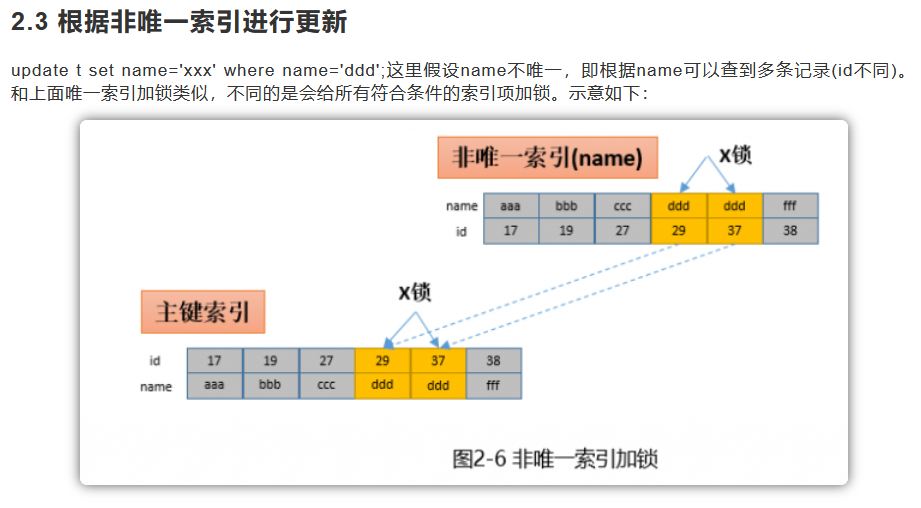 2.3 根据非唯一索引进行更新
update t set name='xxx' where name='ddd';这里假设name不唯一，即根据name可以查到多条记录(id不同)。
和上面唯一索引加锁类似，不同的是会给所有符合条件的索引项加锁。示意如下：
非唯一索引(name)
X锁
name aaa bbb ccc ddd ddd fff
id 17 19 27 29 37 38
X锁
主键索引
id 17 19 27 29 37 38
name aaa bbb ccc ddd ddd fff
图2-6 非唯一索引加锁